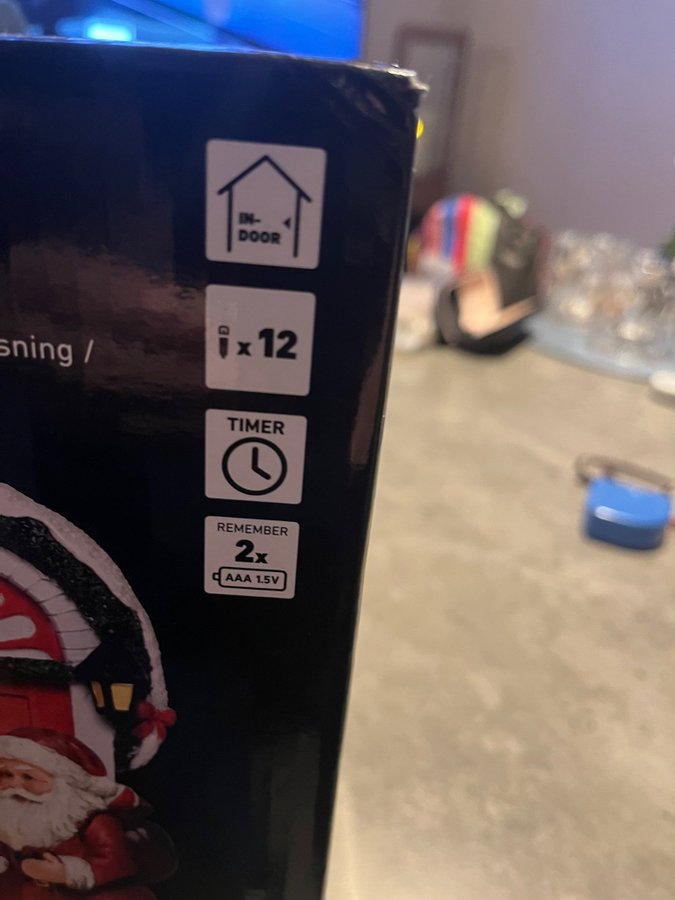 IN-
DOOR
x 12
sning /
TIMER
REMEMBER
2x
AAA 1.5V